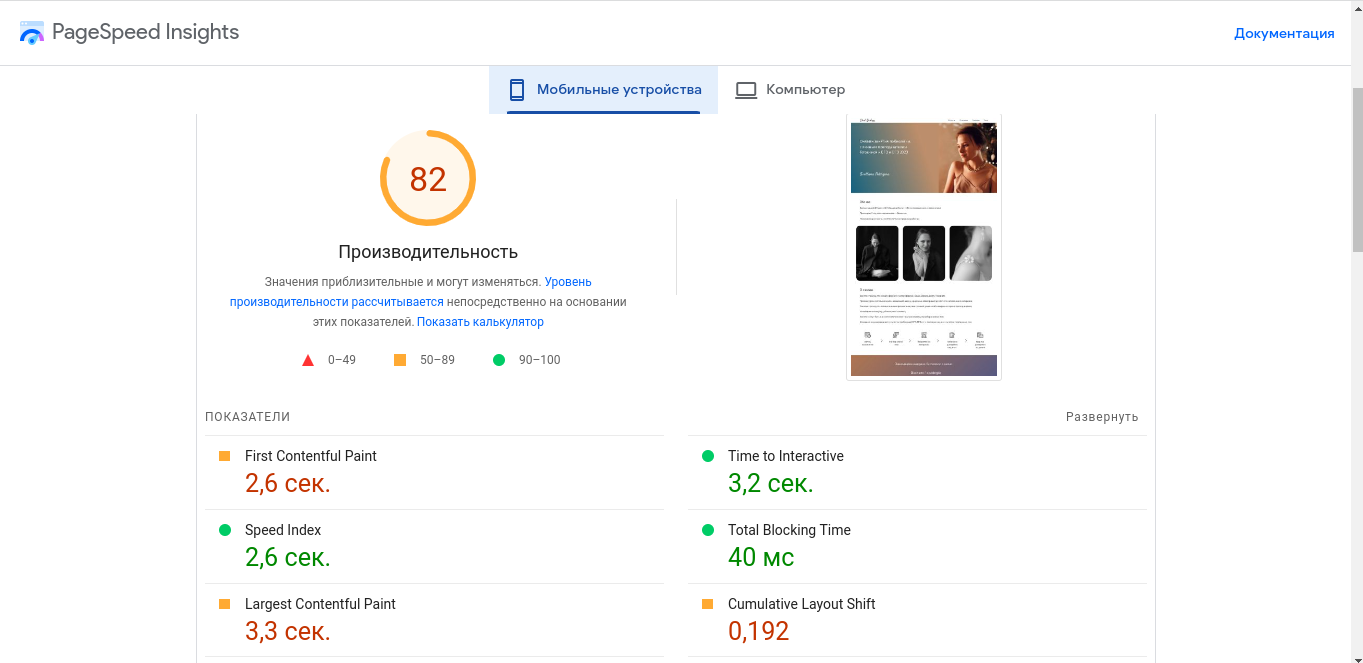 PageSpeed Insights
Документация
Мобильные устройства
Компьютер
82
Производительность
Значения приблизительные и могут изменяться. Уровень
производительности рассчитывается непосредственно на основании
этих показателей. Показать калькулятор
0–49
50–89
90–100
ПОКАЗАТЕЛИ
Развернуть
First Contentful Paint
2,6 сек.
Time to Interactive
3,2 сек.
Speed Index
2,6 сек.
Total Blocking Time
40 мс
Largest Contentful Paint
3,3 сек.
Cumulative Layout Shift
0,192